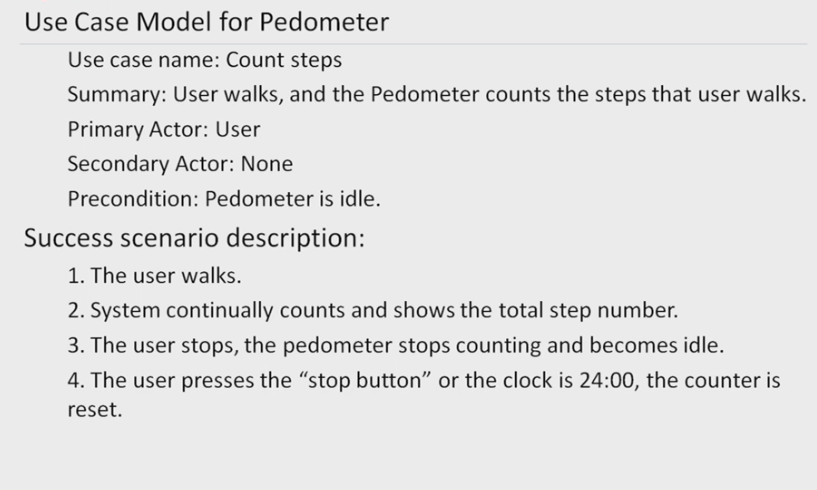 Use Case Model for Pedometer
Use case name: Count steps
Summary: User walks, and the Pedometer counts the steps that user walks.
Primary Actor: User
Secondary Actor: None
Precondition: Pedometer is idle.
Success scenario description:
1. The user walks.
2. System continually counts and shows the total step number.
3. The user stops, the pedometer stops counting and becomes idle.
4. The user presses the “stop button” or the clock is 24:00, the counter is
reset.